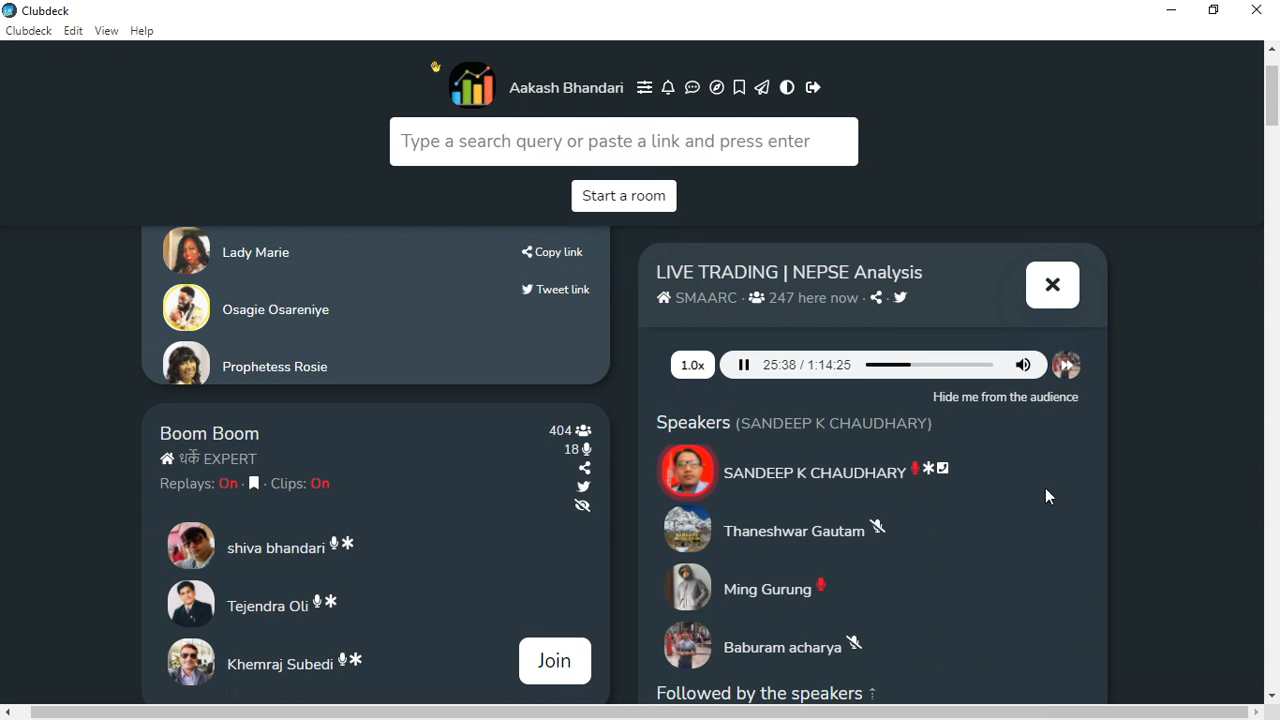 Clubdeck
Clubdeck Edit View Help
Aakash Bhandari
Type a search query or paste a link and press enter
Start a room
Lady Marie
Copy link
Tweet link
Osagie Osareniye
Prophetess Rosie
Boom Boom
404
धर्के EXPERT
18
Replays: On · Clips: On
shiva bhandari
Tejendra Oli
Khemraj Subedi
Join
LIVE TRADING | NEPSE Analysis
SMAARC · 247 here now · ·
1.0x
25:38 / 1:14:25
Hide me from the audience
Speakers (SANDEEP K CHAUDHARY)
SANDEEP K CHAUDHARY
Thaneshwar Gautam
Ming Gurung
Baburam acharya
Followed by the speakers ↑